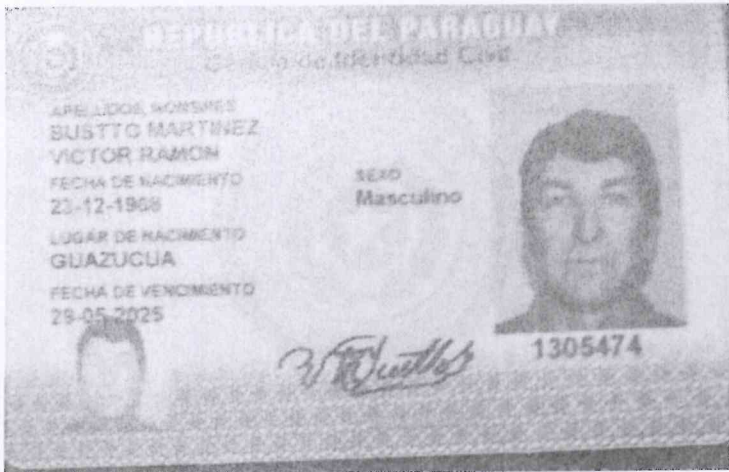 REPUBLICA DEL PARAGUAY
Cédula de Identidad Civil
APELLIDOS, NOMBRES
BUSTTO MARTINEZ
VICTOR RAMON
FECHA DE NACIMIENTO
SEXO
23-12-1968
Masculino
LUGAR DE NACIMIENTO
GUAZUCUA
FECHA DE VENCIMIENTO
29-05-2025
1305474